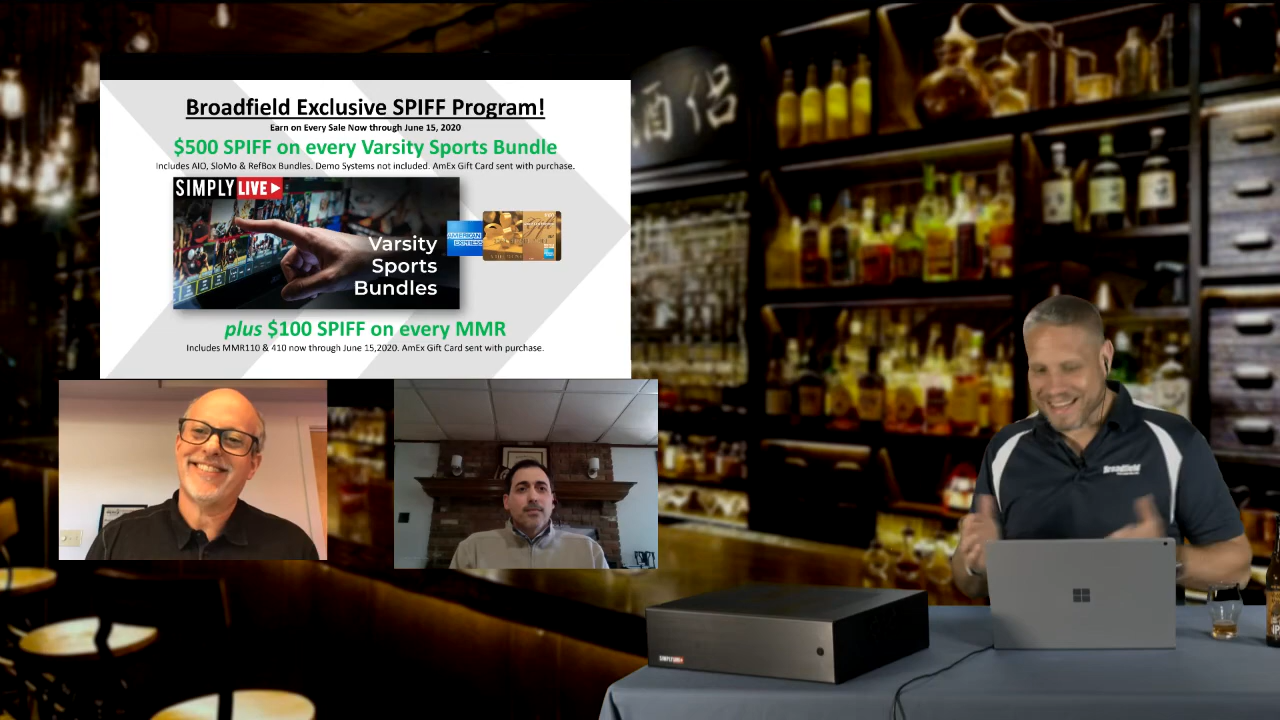 Broadfield Exclusive SPIFF Program!
Earn on Every Sale Now through June 15, 2020
$500 SPIFF on every Varsity Sports Bundle
Includes AIO, SloMo & RefBox Bundles. Demo Systems not included. AmEx Gift Card sent with purchase.
SIMPLY LIVE
Varsity
Sports
Bundles
AMERICAN
EXPRESS
plus $100 SPIFF on every MMR
Includes MMR110 & 410 now through June 15,2020. AmEx Gift Card sent with purchase.
酒侶
Broadfield
SIMPLYLIVE